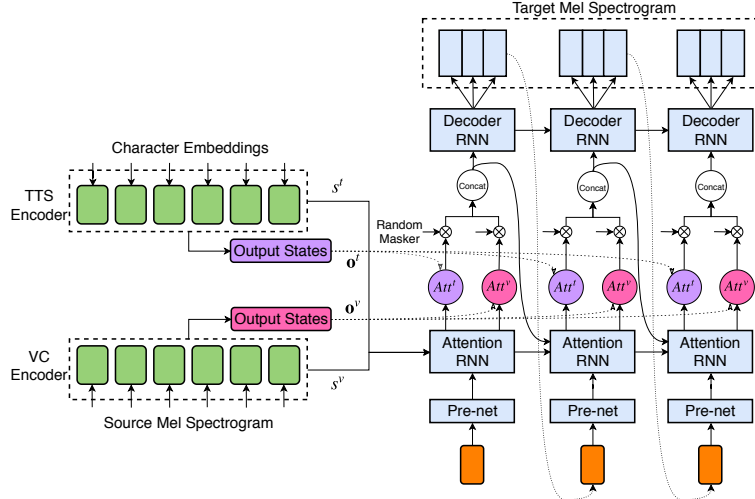 Target Mel Spectrogram
Decoder
RNN
Decoder
RNN
Decoder
RNN
Character Embeddings
TTS
Encoder
s^t
Concat
Concat
Concat
Random
Masker
Output States
o^t
Att^t
Att^v
Att^t
Att^v
Att^t
Att^v
Output States
o^v
VC
Encoder
s^v
Source Mel Spectrogram
Attention
RNN
Attention
RNN
Attention
RNN
Pre-net
Pre-net
Pre-net